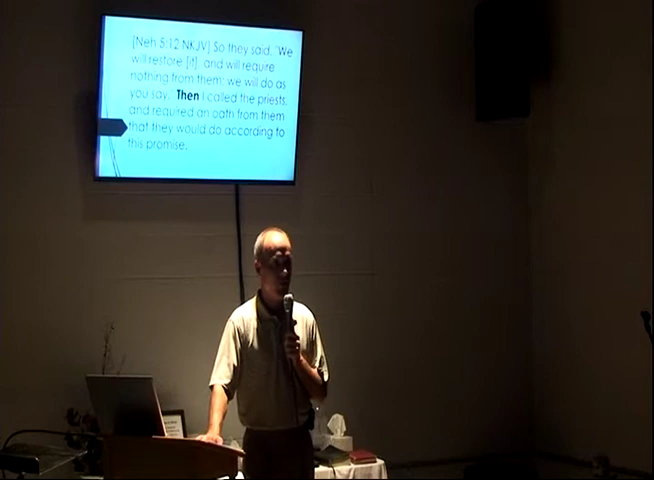 [Neh 5:12 NKJV] So they said, "We
will restore [it] and will require
nothing from them; we will do as
you say." Then I called the priests,
and required an oath from them
that they would do according to
this promise.